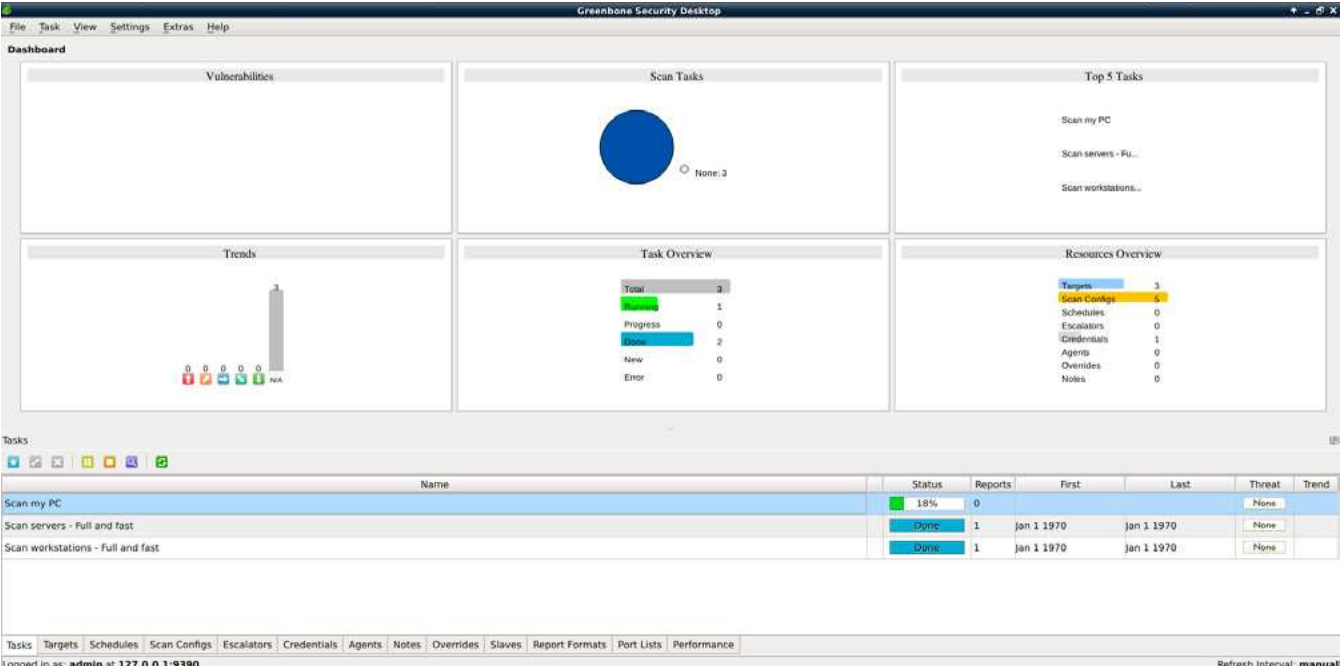 Greenbone Security Desktop
File Task View Settings Extras Help
Dashboard
Vulnerabilities
Scan Tasks
None: 3
Top 5 Tasks
Scan my PC
Scan servers - Fu...
Scan workstations...
Trends
3
0 0 0 0 0
N/A
Task Overview
Total 3
Running 1
Progress 0
Done 2
New 0
Error 0
Resources Overview
Targets 3
Scan Configs 5
Schedules 0
Escalators 0
Credentials 1
Agents 0
Overrides 0
Notes 0
Tasks
Name Status Reports First Last Threat Trend
Scan my PC 18% 0 None
Scan servers - Full and fast Done 1 Jan 1 1970 Jan 1 1970 None
Scan workstations - Full and fast Done 1 Jan 1 1970 Jan 1 1970 None
Tasks Targets Schedules Scan Configs Escalators Credentials Agents Notes Overrides Slaves Report Formats Port Lists Performance
Logged in as: admin at 127.0.0.1:9390 Refresh Interval: manual